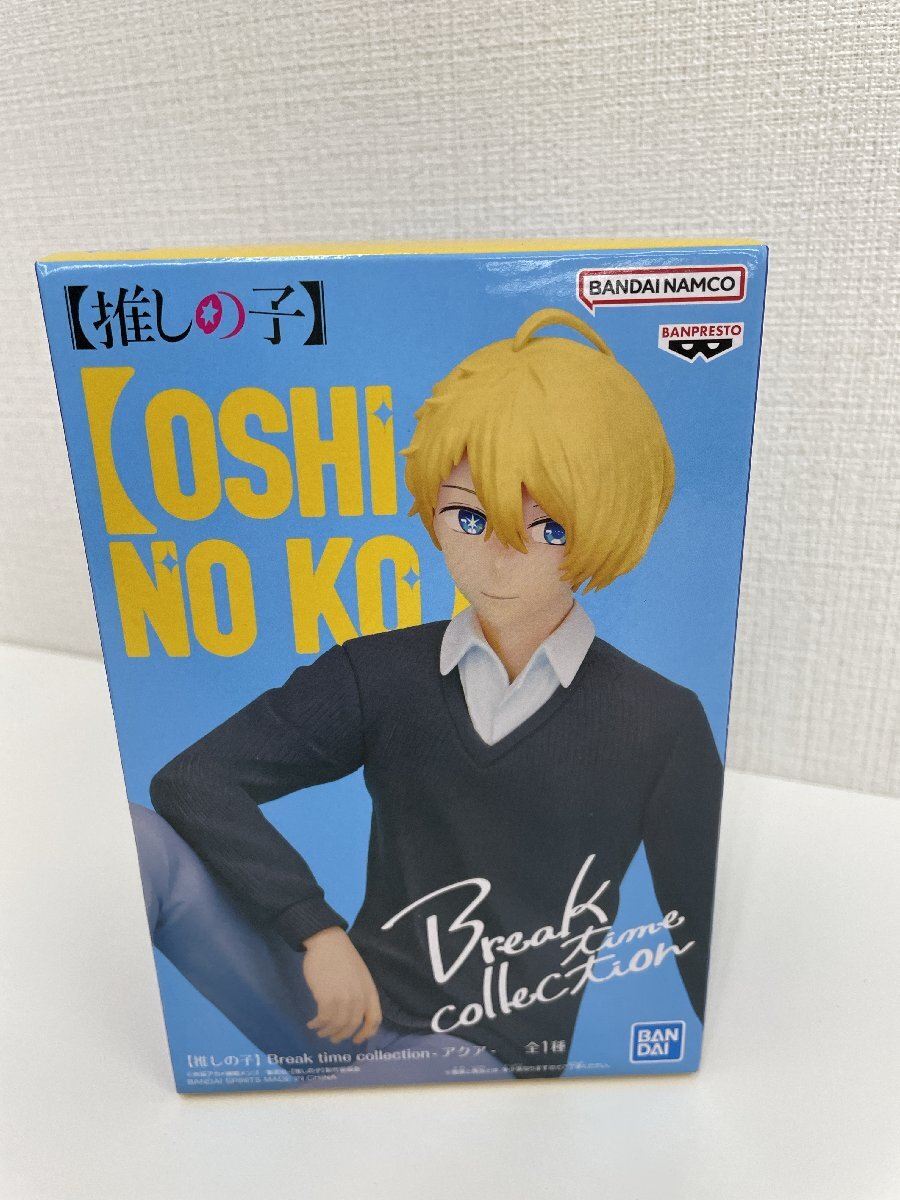 【推しの子】
BANDAI NAMCO
BANPRESTO
【OSHI
NO KO
Break
time
collection
BAN
DAI
【推しの子】Break time collection-アクア- 全1種
BANDAI SPIRITS MADE IN CHINA